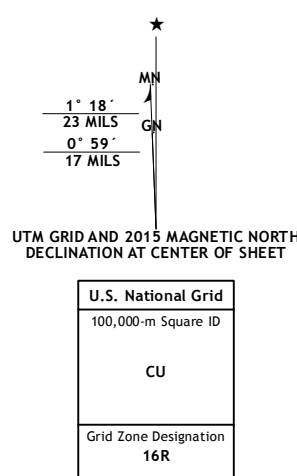 ★
MN
1° 18´
23 MILS
GN
0° 59´
17 MILS
UTM GRID AND 2015 MAGNETIC NORTH
DECLINATION AT CENTER OF SHEET
U.S. National Grid
100,000-m Square ID
CU
Grid Zone Designation
16R